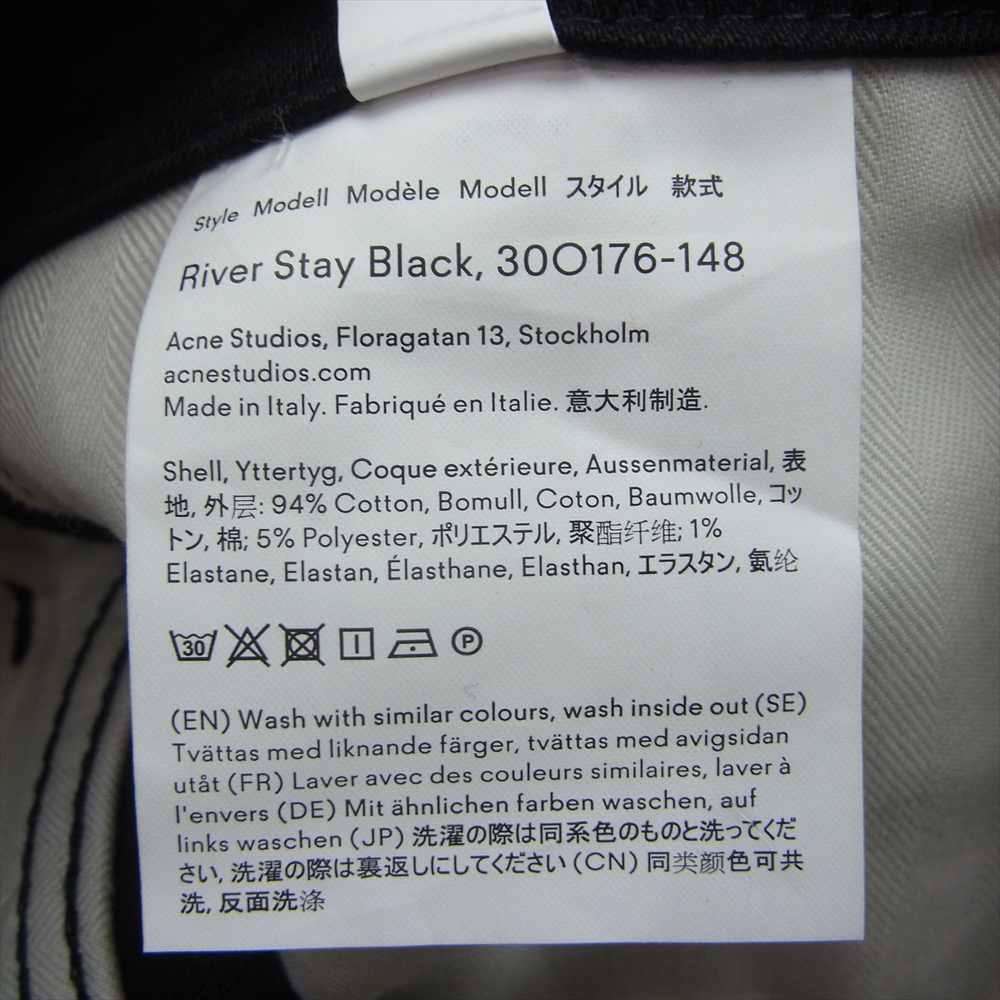 Style Modell Modèle Modell スタイル 款式
River Stay Black, 30O176-148
Acne Studios, Floragatan 13, Stockholm
acnestudios.com
Made in Italy. Fabriqué en Italie. 意大利制造.
Shell, Yttertyg, Coque extérieure, Aussenmaterial, 表
地, 外层: 94% Cotton, Bomull, Coton, Baumwolle, コッ
トン, 棉; 5% Polyester, ポリエステル, 聚酯纤维; 1%
Elastane, Elastan, Élasthane, Elasthan, エラスタン, 氨纶
30 P
(EN) Wash with similar colours, wash inside out (SE)
Tvättas med liknande färger, tvättas med avigsidan
utåt (FR) Laver avec des couleurs similaires, laver à
l'envers (DE) Mit ähnlichen farben waschen, auf
links waschen (JP) 洗濯の際は同系色のものと洗ってくだ
さい, 洗濯の際は裏返しにしてください (CN) 同类颜色可共
洗, 反面洗涤